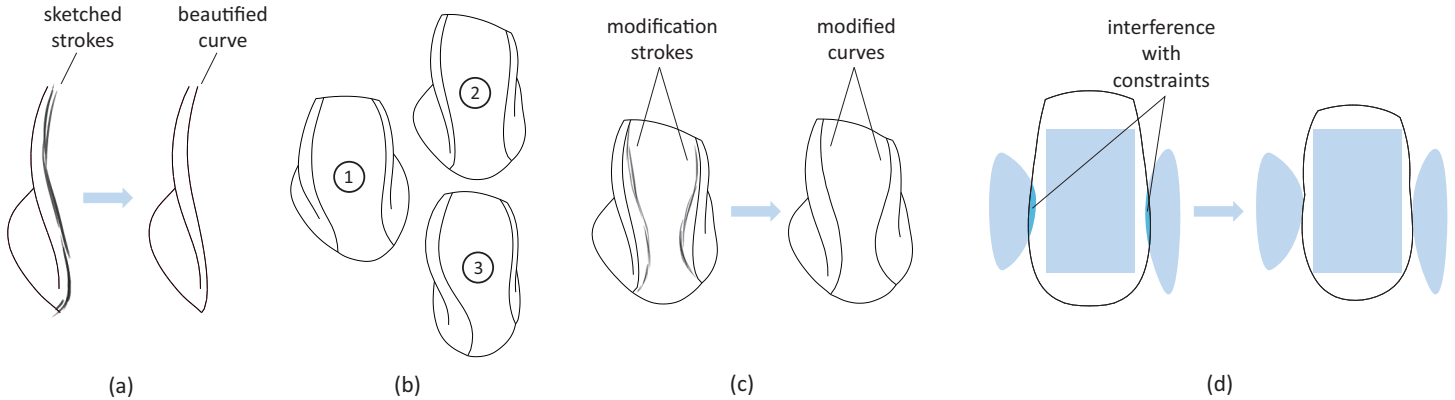 sketched
strokes
beautified
curve
(a)
1
2
3
(b)
modification
strokes
modified
curves
(c)
interference
with
constraints
(d)